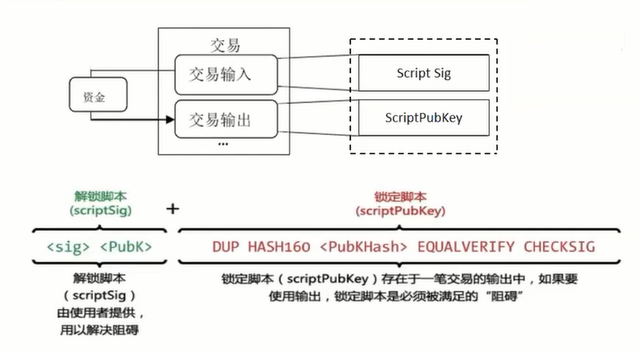 交易
交易输入
Script Sig
资金
交易输出
ScriptPubKey
...
解锁脚本
(scriptSig)
+
锁定脚本
(scriptPubKey)
<sig> <PubK>
DUP HASH160 <PubKHash> EQUALVERIFY CHECKSIG
解锁脚本
（scriptSig）
由使用者提供，
用以解决阻碍
锁定脚本（scriptPubKey）存在于一笔交易的输出中，如果要
使用输出，锁定脚本是必须被满足的“阻碍”